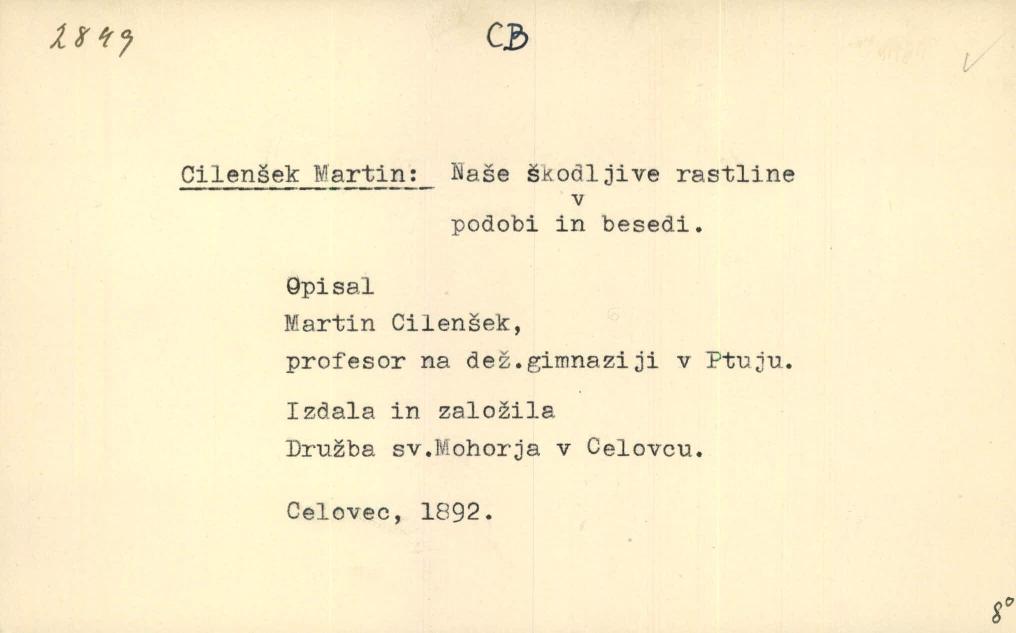 2849
CB
Cilenšek Martin: Naše škodljive rastline
v
podobi in besedi.
Opisal
Martin Cilenšek,
profesor na dež.gimnaziji v Ptuju.
Izdala in založila
Družba sv.Mohorja v Celovcu.
Celovec, 1892.
8°